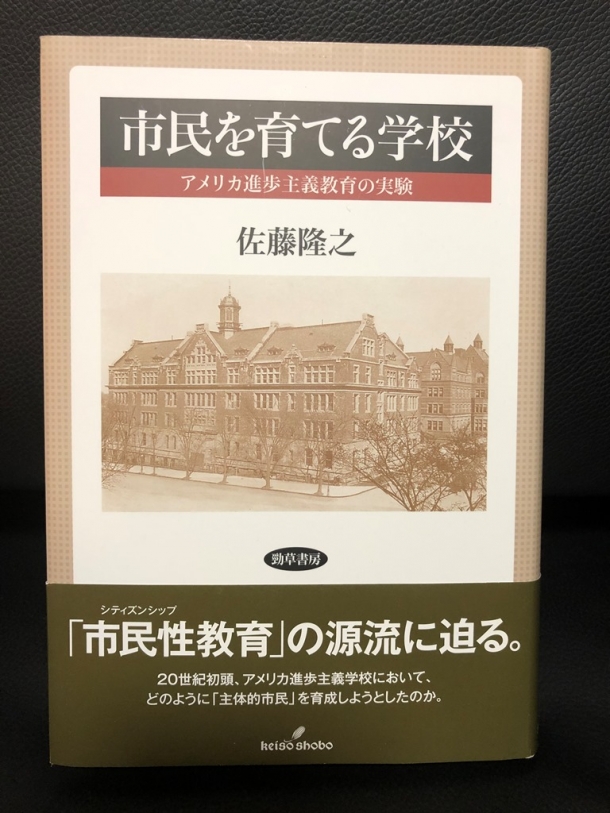 市民を育てる学校
アメリカ進歩主義教育の実験
佐藤隆之
勁草書房
シティズンシップ
「市民性教育」の源流に迫る。
20世紀初頭、アメリカ進歩主義学校において、
どのように「主体的市民」を育成しようとしたのか。
keiso shobo